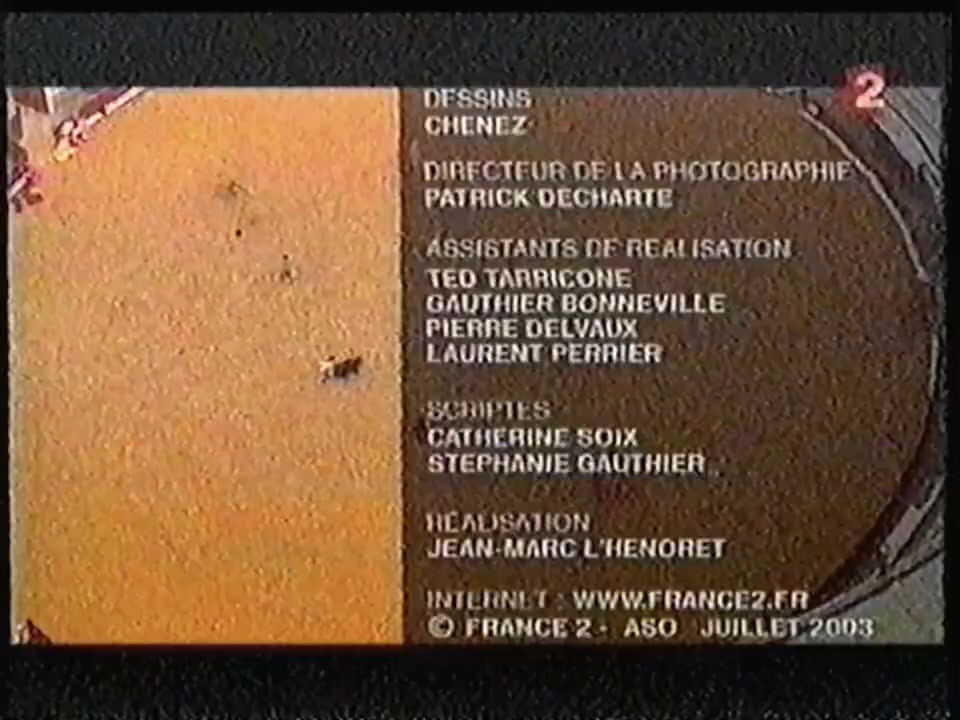 2
DESSINS
CHENEZ
DIRECTEUR DE LA PHOTOGRAPHIE
PATRICK DECHARTE
ASSISTANTS DE REALISATION
TED TARRICONE
GAUTHIER BONNEVILLE
PIERRE DELVAUX
LAURENT PERRIER
SCRIPTES
CATHERINE SOIX
STEPHANIE GAUTHIER
REALISATION
JEAN-MARC L'HENORET
INTERNET : WWW.FRANCE2.FR
© FRANCE 2 - ASO JUILLET 2003